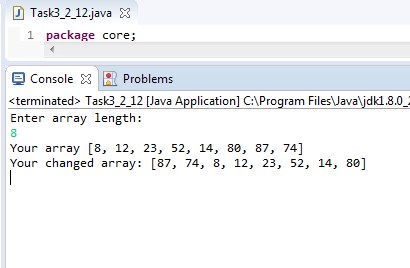 Task3_2_12.java
1 package core;
Console Problems
<terminated> Task3_2_12 [Java Application] C:\Program Files\Java\jdk1.8.0_2
Enter array length:
8
Your array [8, 12, 23, 52, 14, 80, 87, 74]
Your changed array: [87, 74, 8, 12, 23, 52, 14, 80]